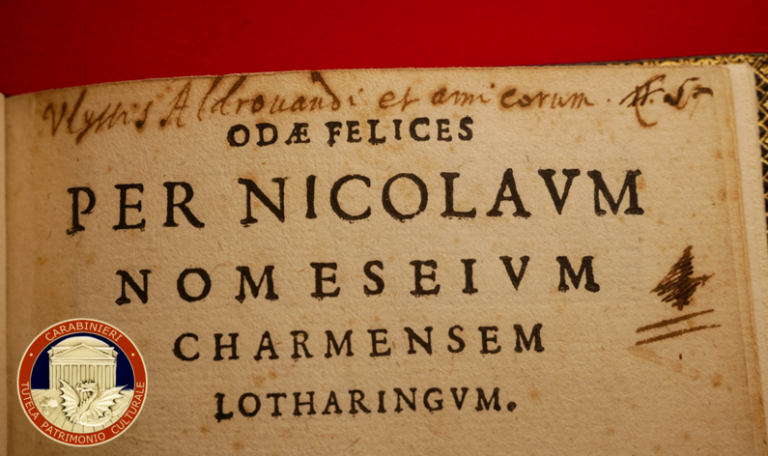 Vlyssis Aldrouandi et amicorum.
ODÆ FELICES
PER NICOLAVM
NOMESEIVM
CHARMENSEM
LOTHARINGVM.
CARABINIERI
TUTELA PATRIMONIO CULTURALE